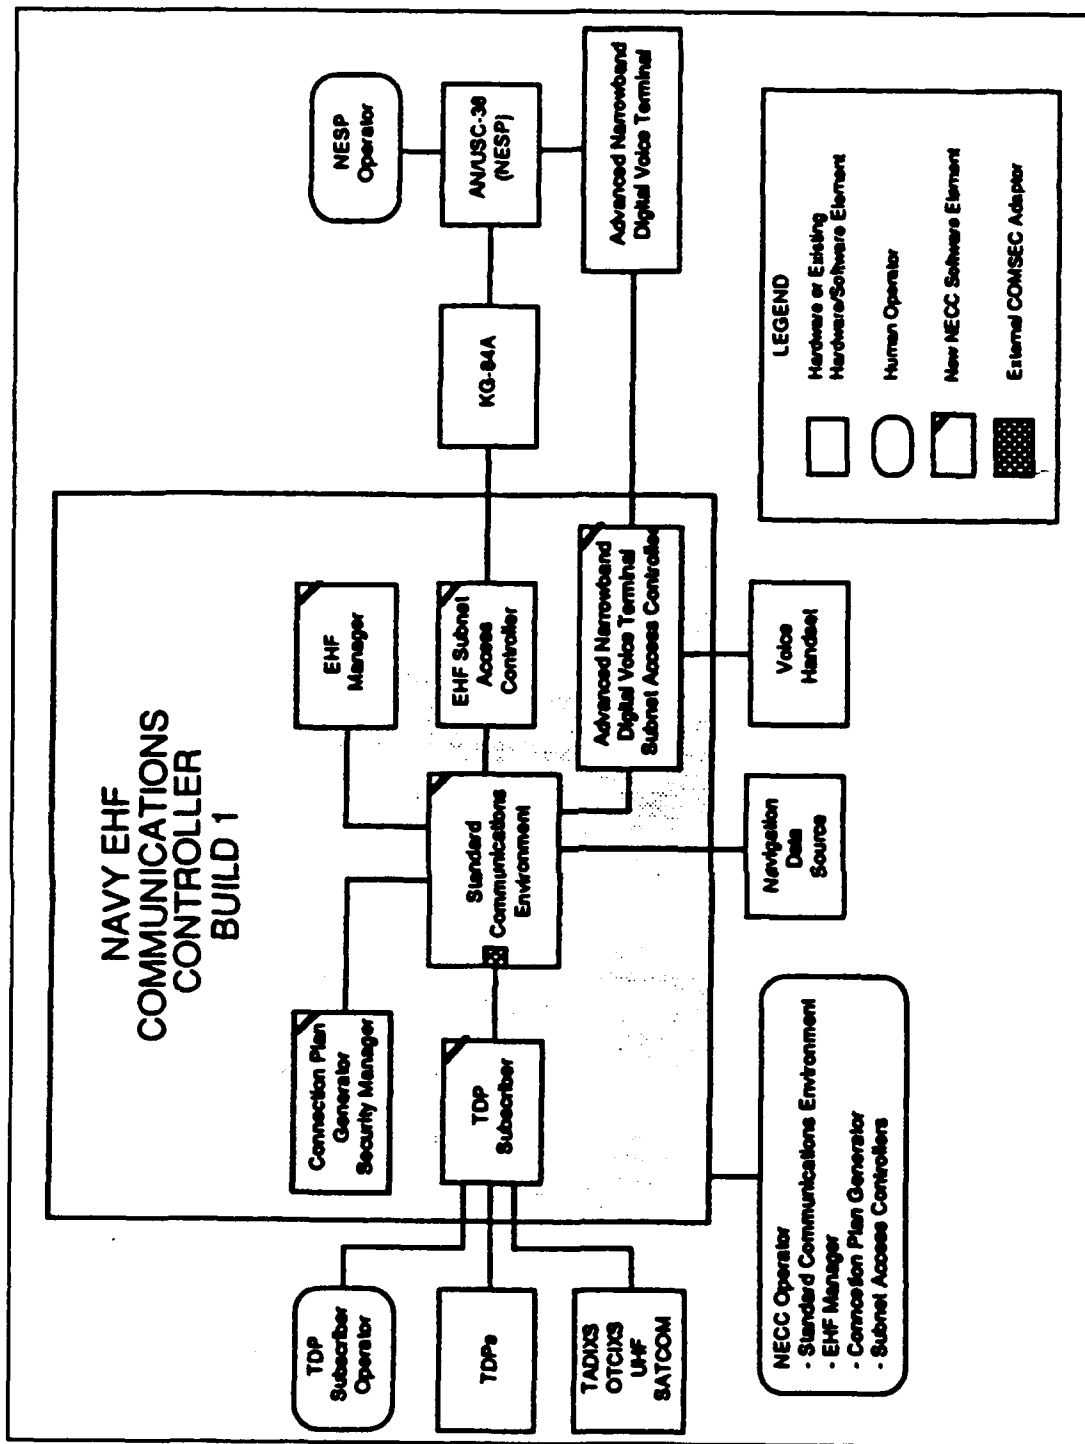 NAVY EHF
COMMUNICATIONS
CONTROLLER
BUILD 1
TDP
Subscriber
Operator
TDPs
TADIXS
OTCIXS
UHF
SATCOM
Connection Plan
Generator
Security Manager
TDP
Subscriber
EHF
Manager
Standard
Communications
Environment
EHF Subnet
Access
Controller
Advanced Narrowband
Digital Voice Terminal
Subnet Access Controller
KG-84A
NESP
Operator
AN/USC-38
(NESP)
Advanced Narrowband
Digital Voice Terminal
NECC Operator
- Standard Communications Environment
- EHF Manager
- Connection Plan Generator
- Subnet Access Controllers
Navigation
Data
Source
Voice
Handset
LEGEND
Hardware or Existing
Hardware/Software Element
Human Operator
New NECC Software Element
External COMSEC Adaptor